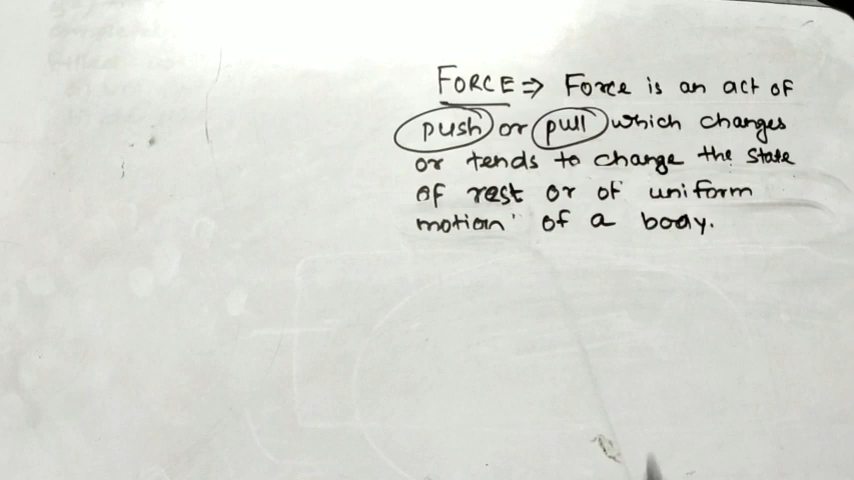 FORCE ⇒ Force is an act of
push or pull which changes
or tends to change the state
of rest or of uniform
motion of a body.